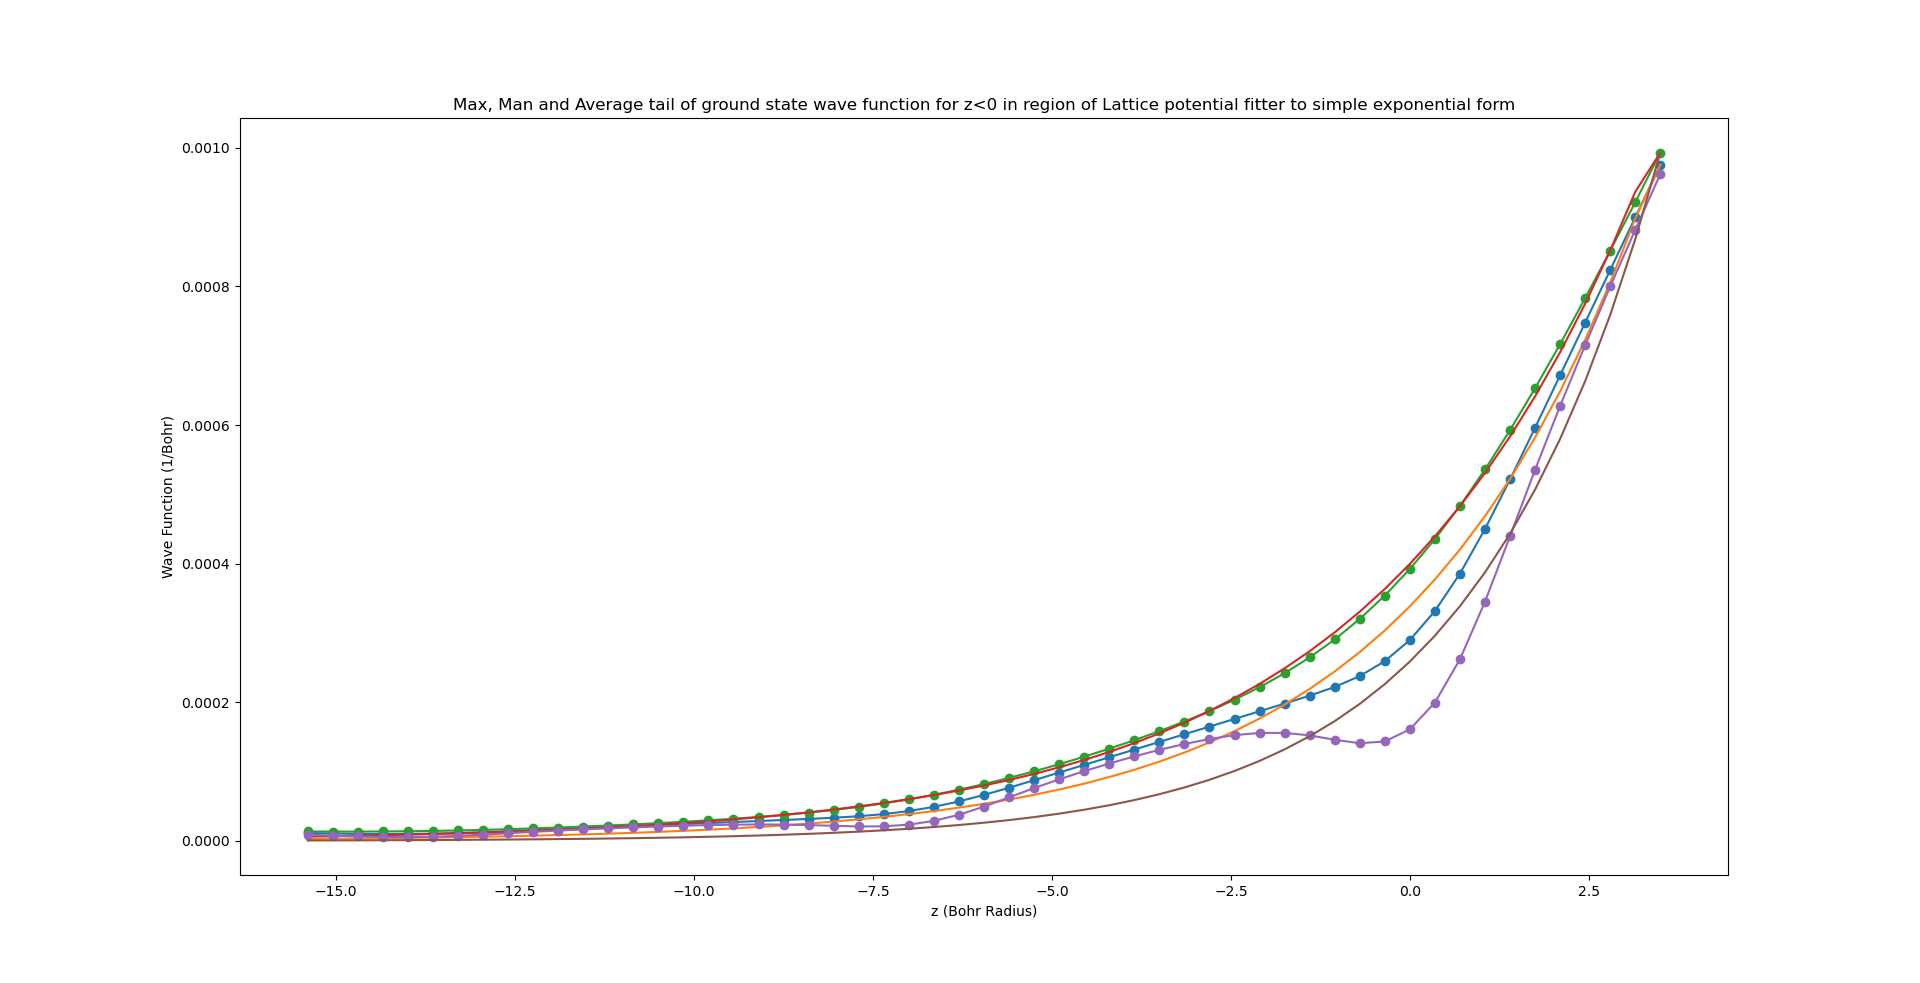 Max, Man and Average tail of ground state wave function for z<0 in region of Lattice potential fitter to simple exponential form
0.0010
0.0008
0.0006
0.0004
0.0002
0.0000
Wave Function (1/Bohr)
−15.0 −12.5 −10.0 −7.5 −5.0 −2.5 0.0 2.5
z (Bohr Radius)